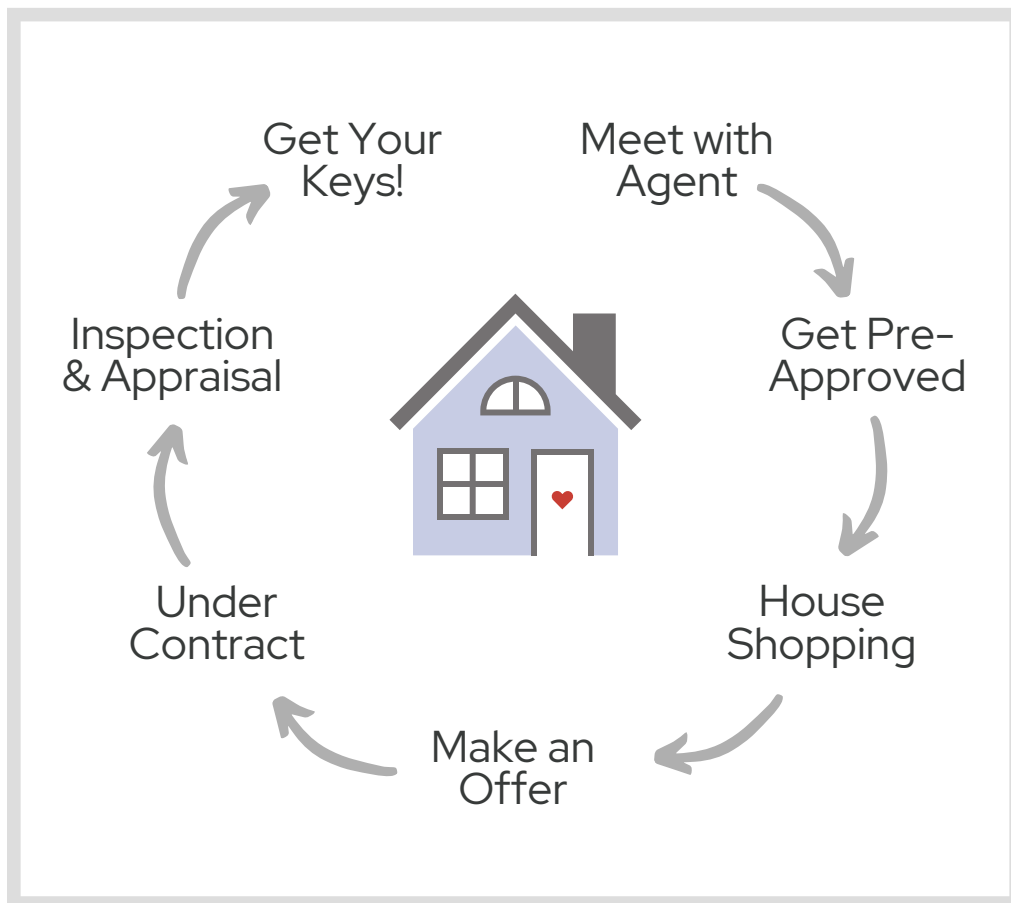 Meet with
Agent
Get Pre-
Approved
House
Shopping
Make an
Offer
Under
Contract
Inspection
& Appraisal
Get Your
Keys!